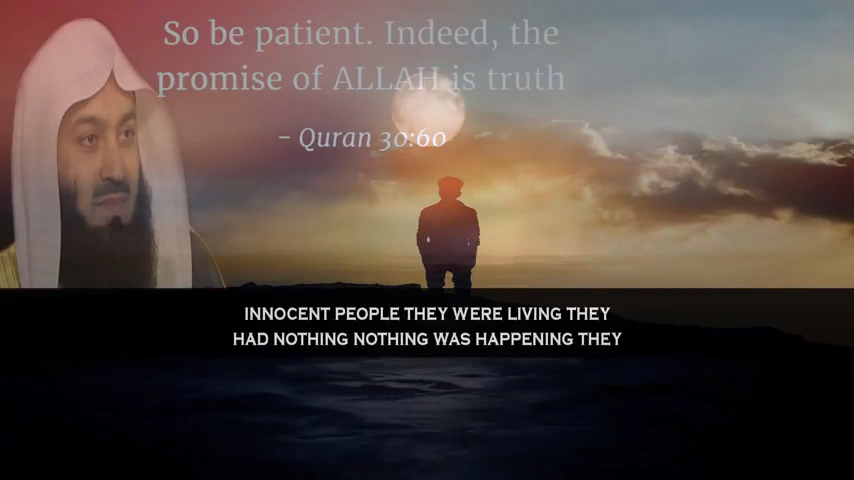 So be patient. Indeed, the
promise of ALLAH is truth
- Quran 30:60
INNOCENT PEOPLE THEY WERE LIVING THEY
HAD NOTHING NOTHING WAS HAPPENING THEY